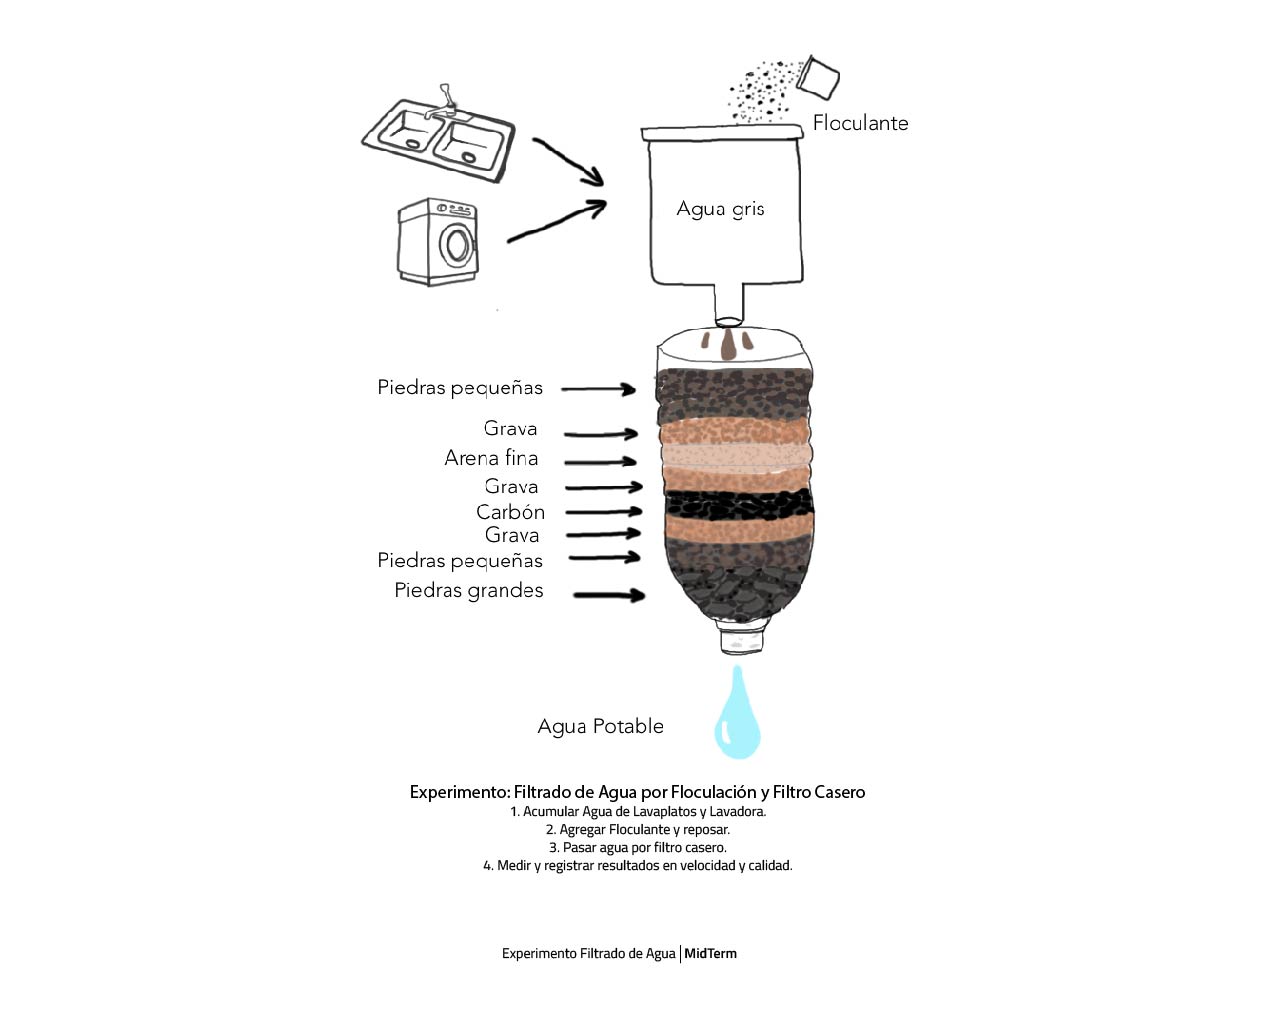 Floculante
Agua gris
Piedras pequeñas
Grava
Arena fina
Grava
Carbón
Grava
Piedras pequeñas
Piedras grandes
Agua Potable
Experimento: Filtrado de Agua por Floculación y Filtro Casero
1. Acumular Agua de Lavaplatos y Lavadora.
2. Agregar Floculante y reposar.
3. Pasar agua por filtro casero.
4. Medir y registrar resultados en velocidad y calidad.
Experimento Filtrado de Agua | MidTerm